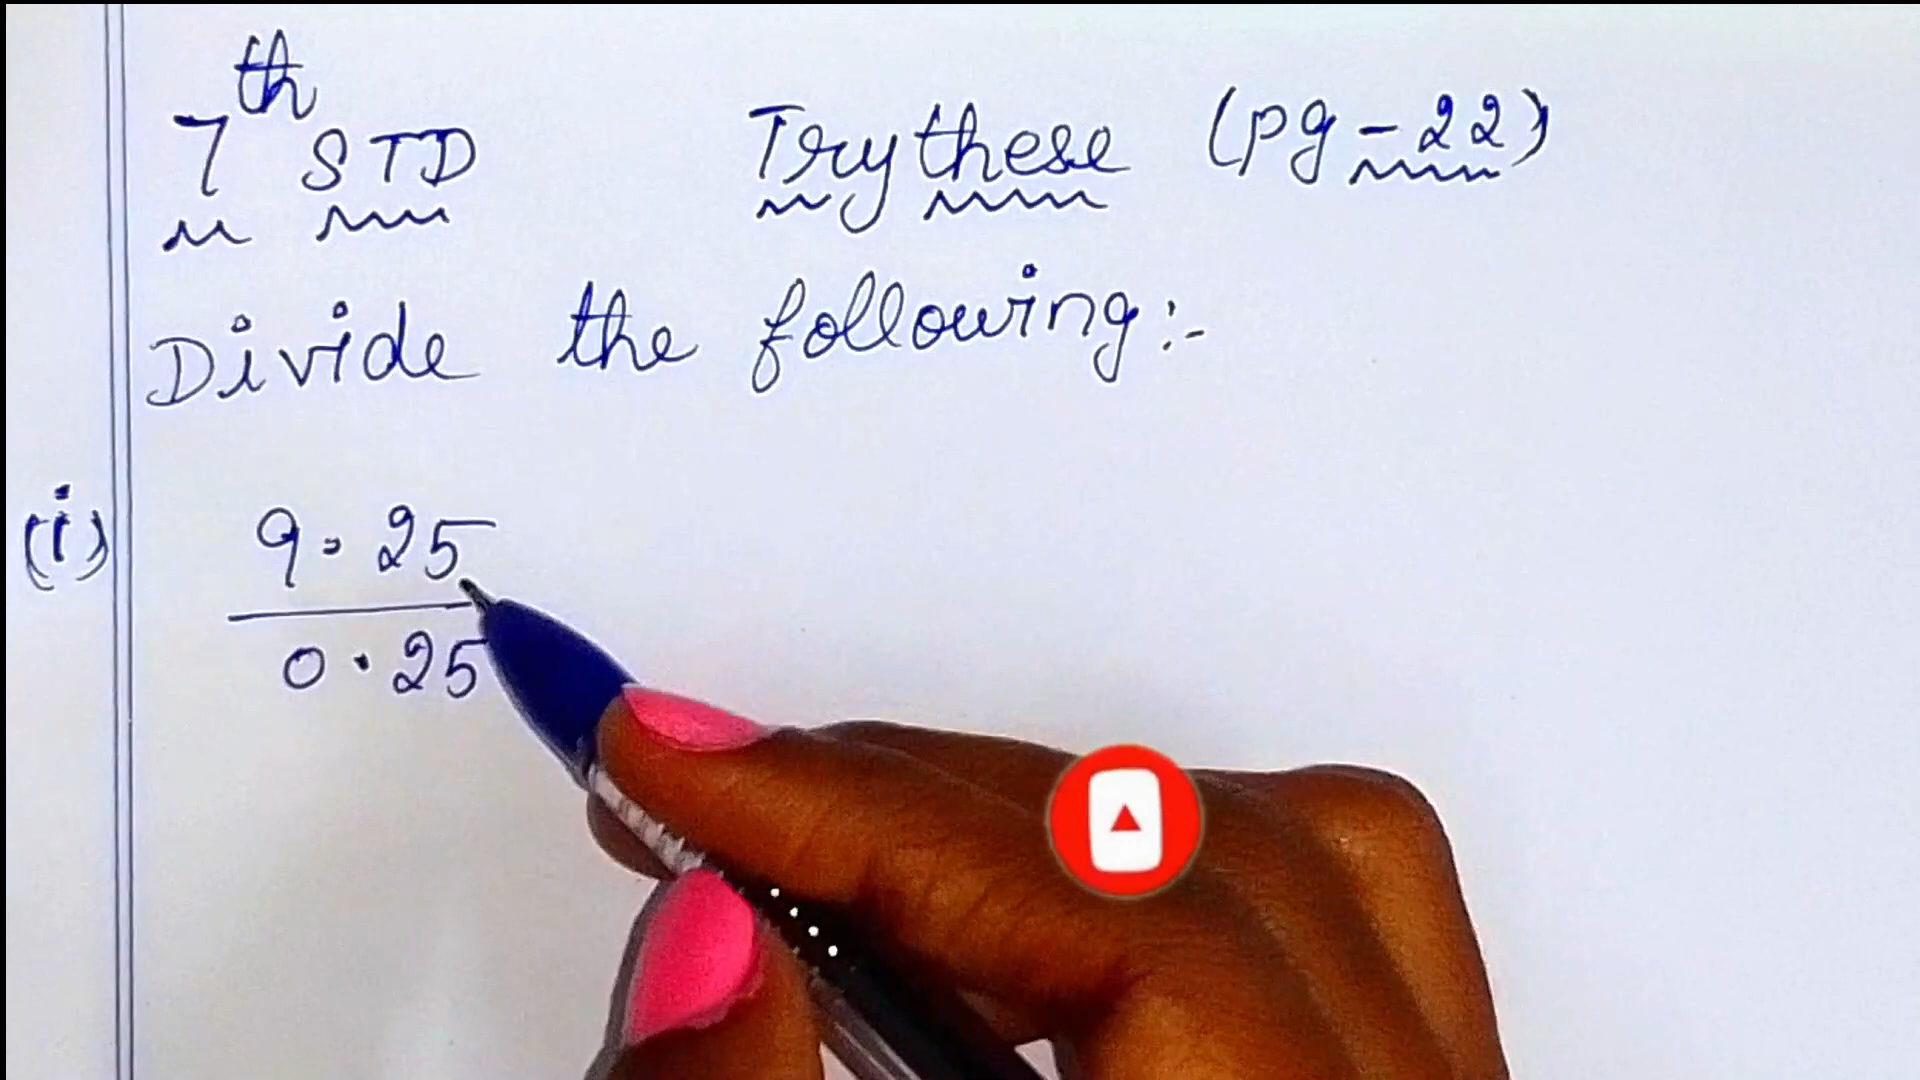 7th STD Try these (pg-22)
Divide the following:-
(i) 9.25
0.25